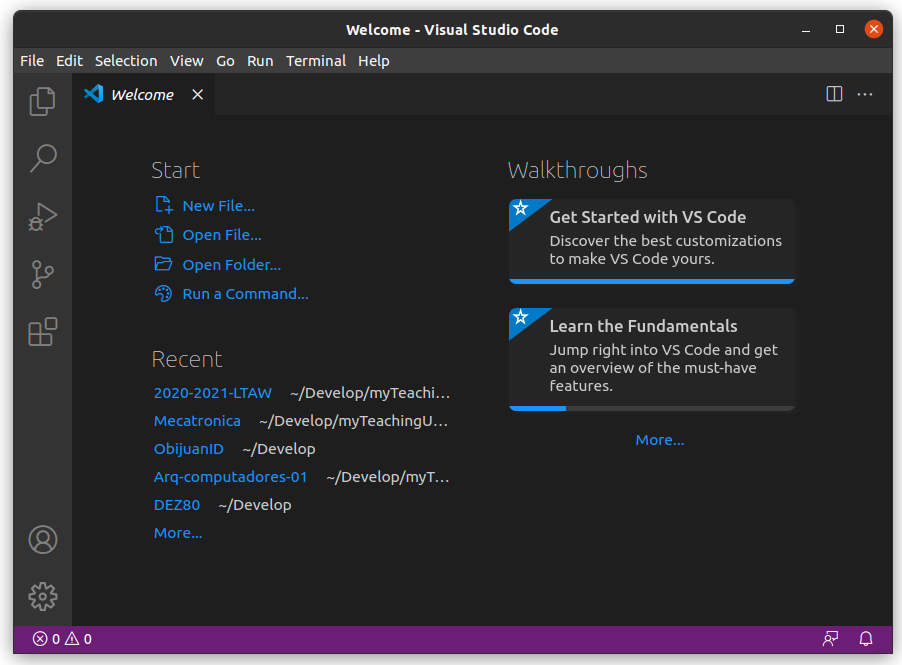 Welcome - Visual Studio Code
File Edit Selection View Go Run Terminal Help
Welcome
Start
New File...
Open File...
Open Folder...
Run a Command...
Recent
2020-2021-LTAW ~/Develop/myTeachi...
Mecatronica ~/Develop/myTeachingU...
ObijuanID ~/Develop
Arq-computadores-01 ~/Develop/myT...
DEZ80 ~/Develop
More...
Walkthroughs
Get Started with VS Code
Discover the best customizations
to make VS Code yours.
Learn the Fundamentals
Jump right into VS Code and get
an overview of the must-have
features.
More...
0 0